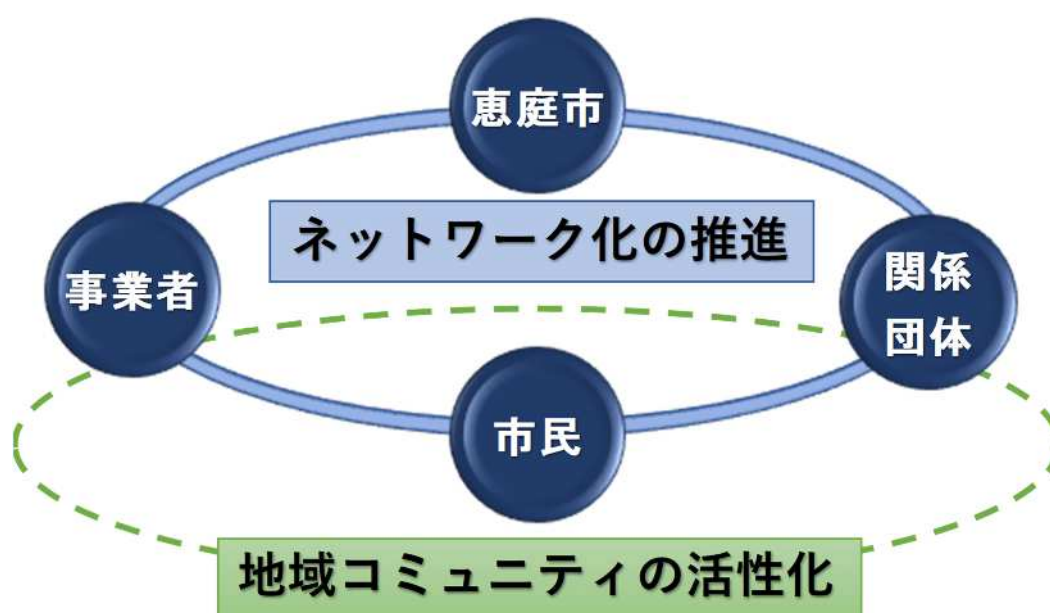 恵庭市
ネットワーク化の推進
事業者
関係
団体
市民
地域コミュニティの活性化